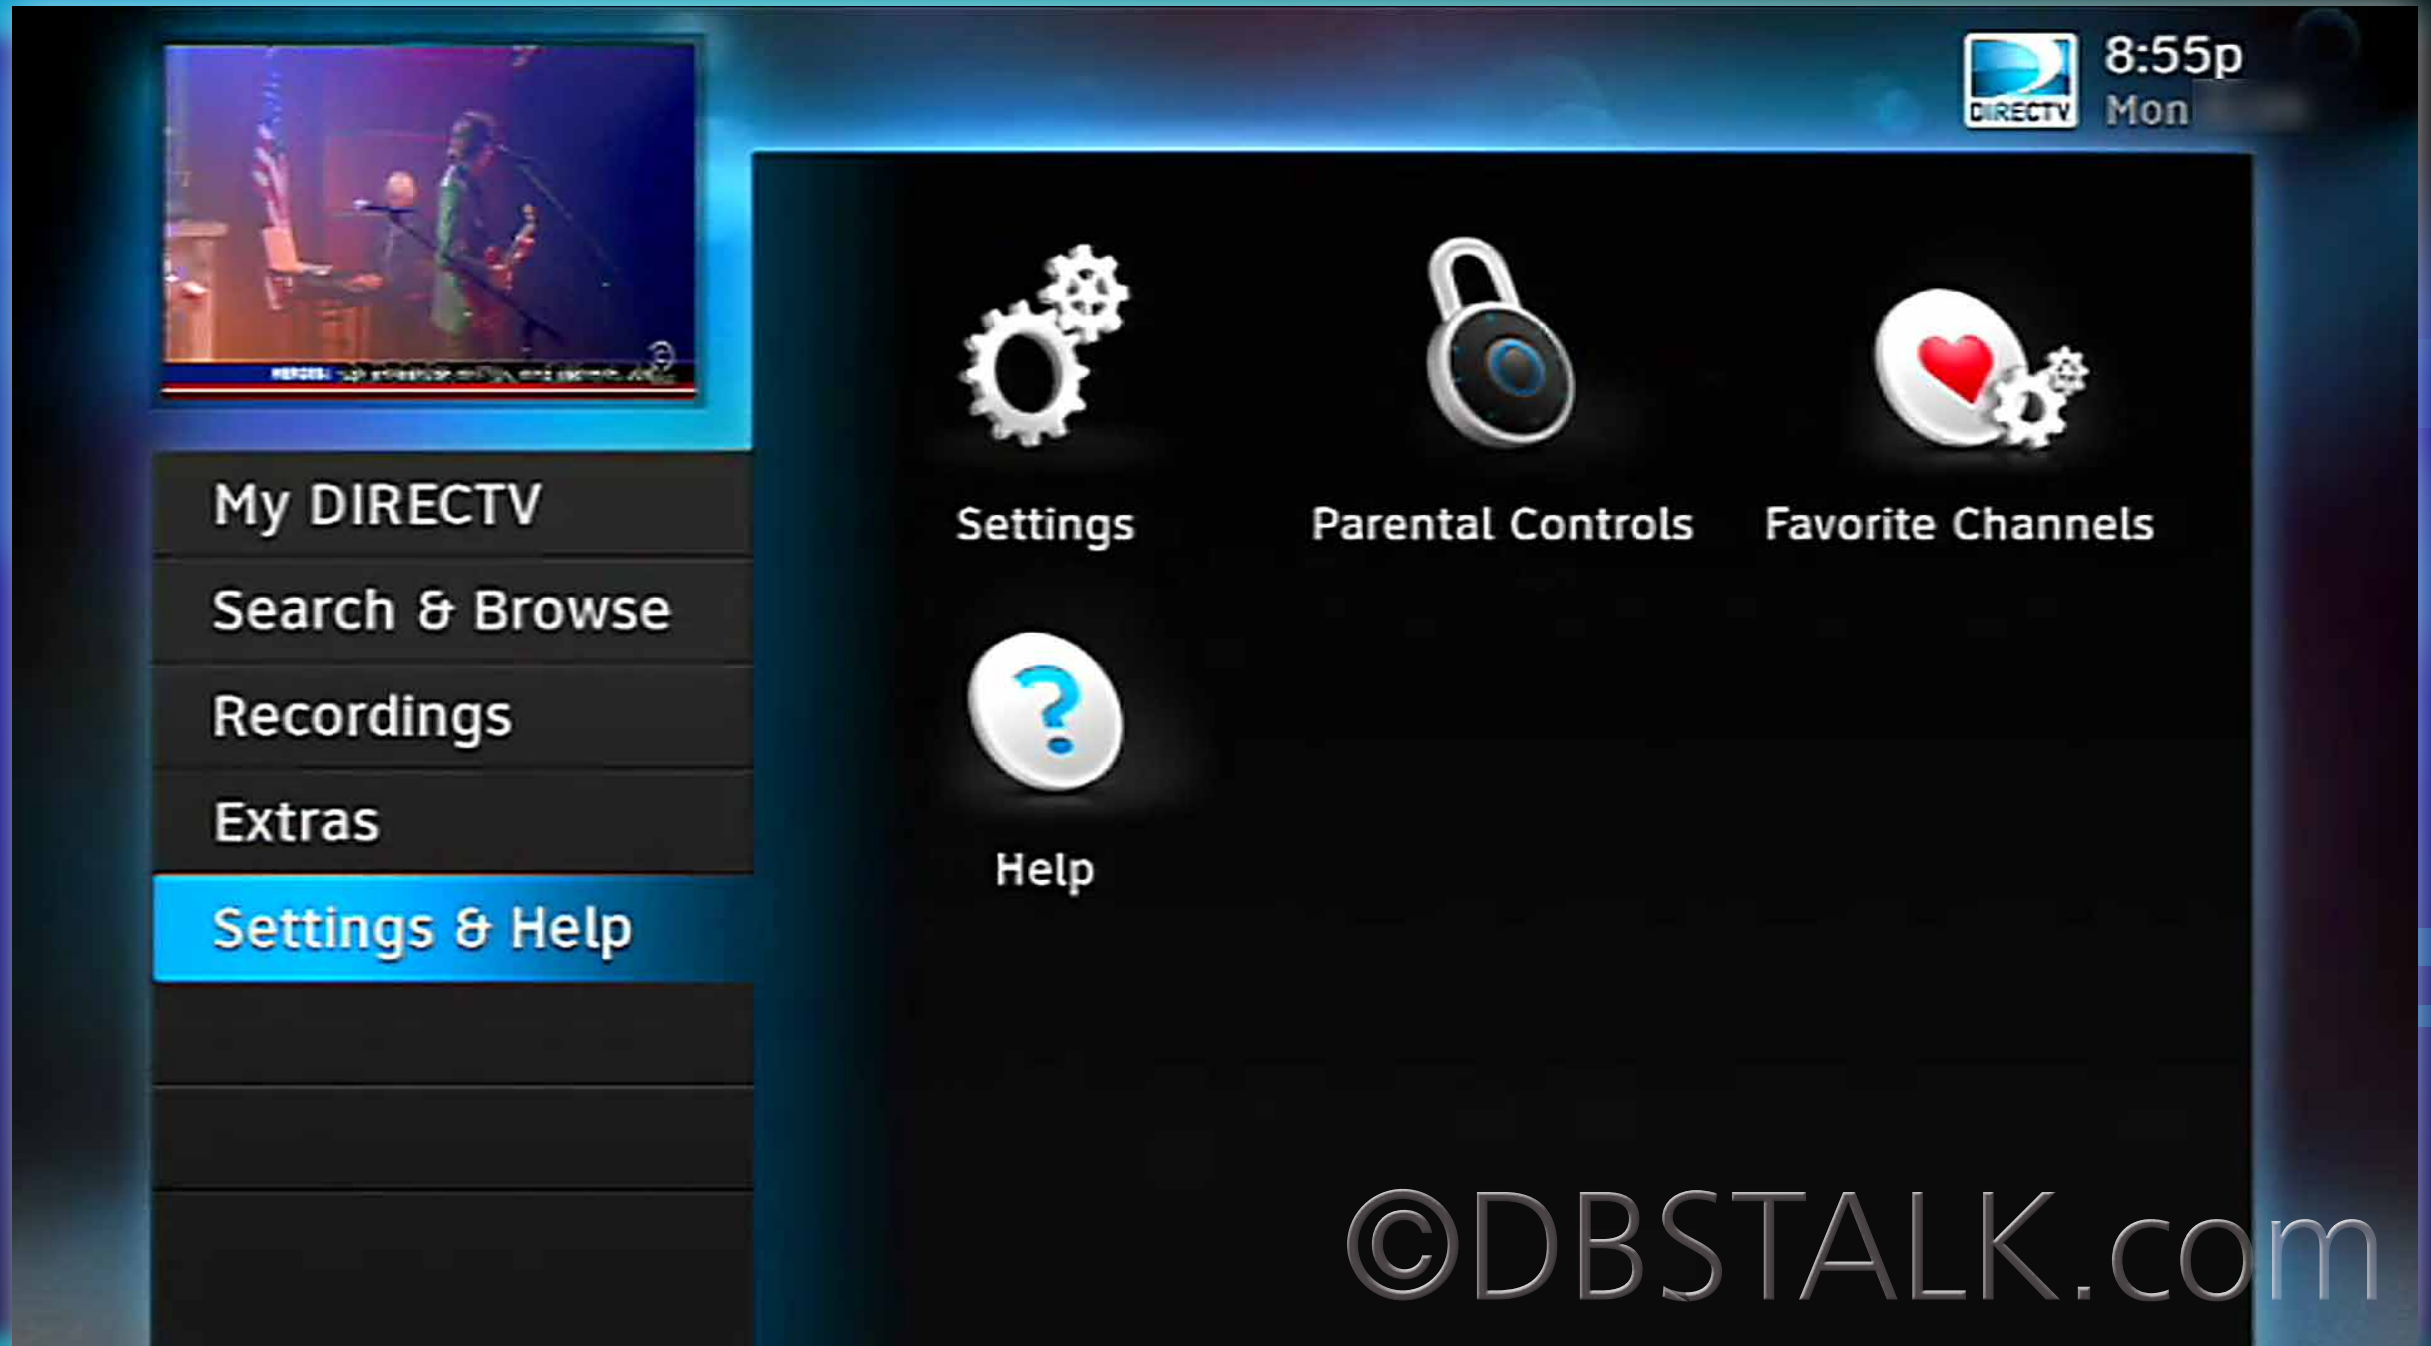 DIRECTV
8:55p
Mon
My DIRECTV
Search & Browse
Recordings
Extras
Settings & Help
Settings
Parental Controls
Favorite Channels
Help
©DBSTALK.com